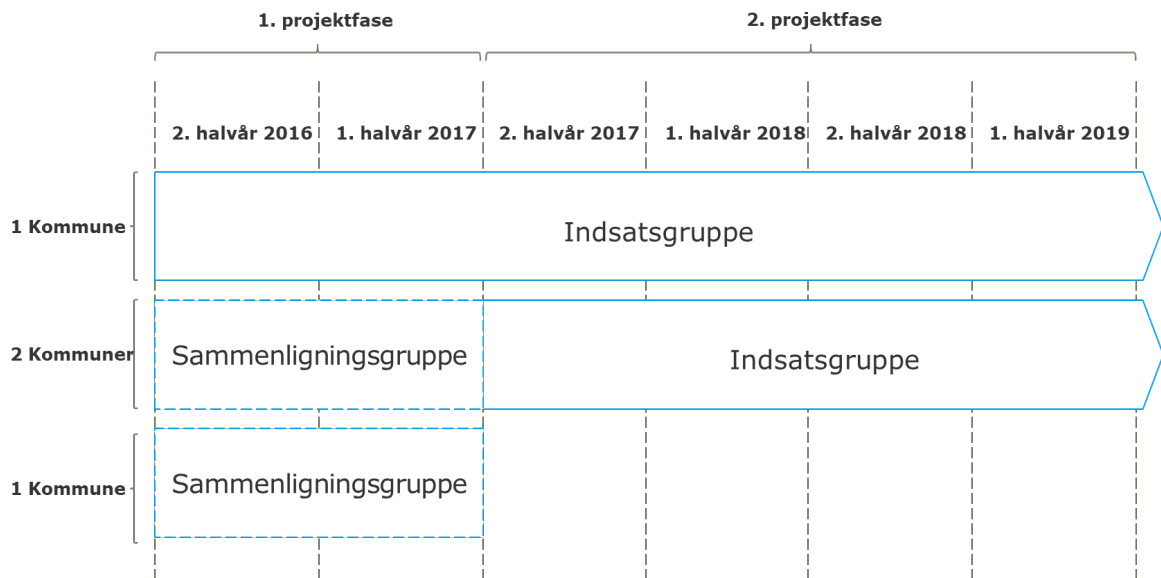 1. projektfase
2. projektfase
2. halvår 2016
1. halvår 2017
2. halvår 2017
1. halvår 2018
2. halvår 2018
1. halvår 2019
1 Kommune
Indsatsgruppe
2 Kommuner
Sammenligningsgruppe
Indsatsgruppe
1 Kommune
Sammenligningsgruppe